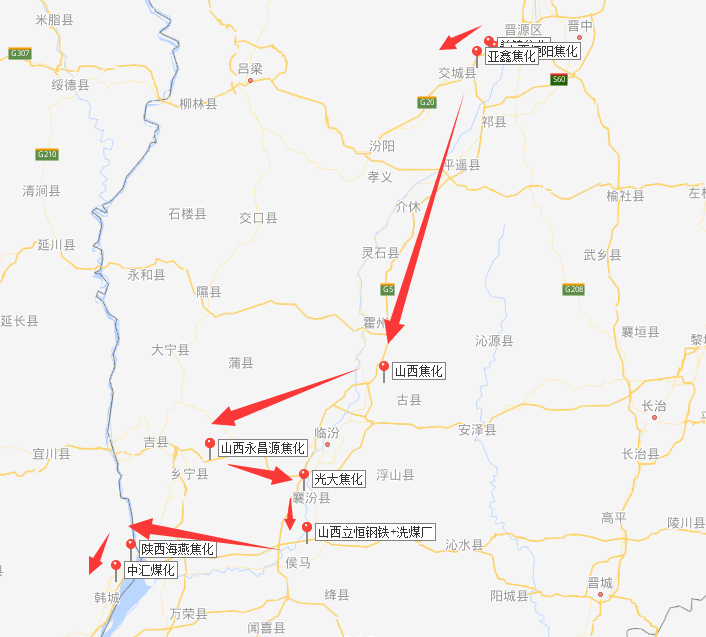 米脂县
晋源区
晋中
G307
亚鑫焦化
阳焦化
吕梁
交城县
S60
绥德县
柳林县
G20
祁县
汾阳
G210
平遥县
孝义
清涧县
榆社县
左
介休
石楼县
交口县
延川县
灵石县
武乡县
永和县
隰县
G5
G208
延长县
霍州
襄垣县
沁源县
大宁县
蒲县
山西焦化
古县
长治
临汾
安泽县
吉县
山西永昌源焦化
宜川县
长治县
乡宁县
光大焦化
浮山县
襄汾县
高平
陵川县
山西立恒钢铁+洗煤厂
陕西海燕焦化
沁水县
侯马
中汇煤化
晋城
韩城
绛县
阳城县
万荣县
闻喜县